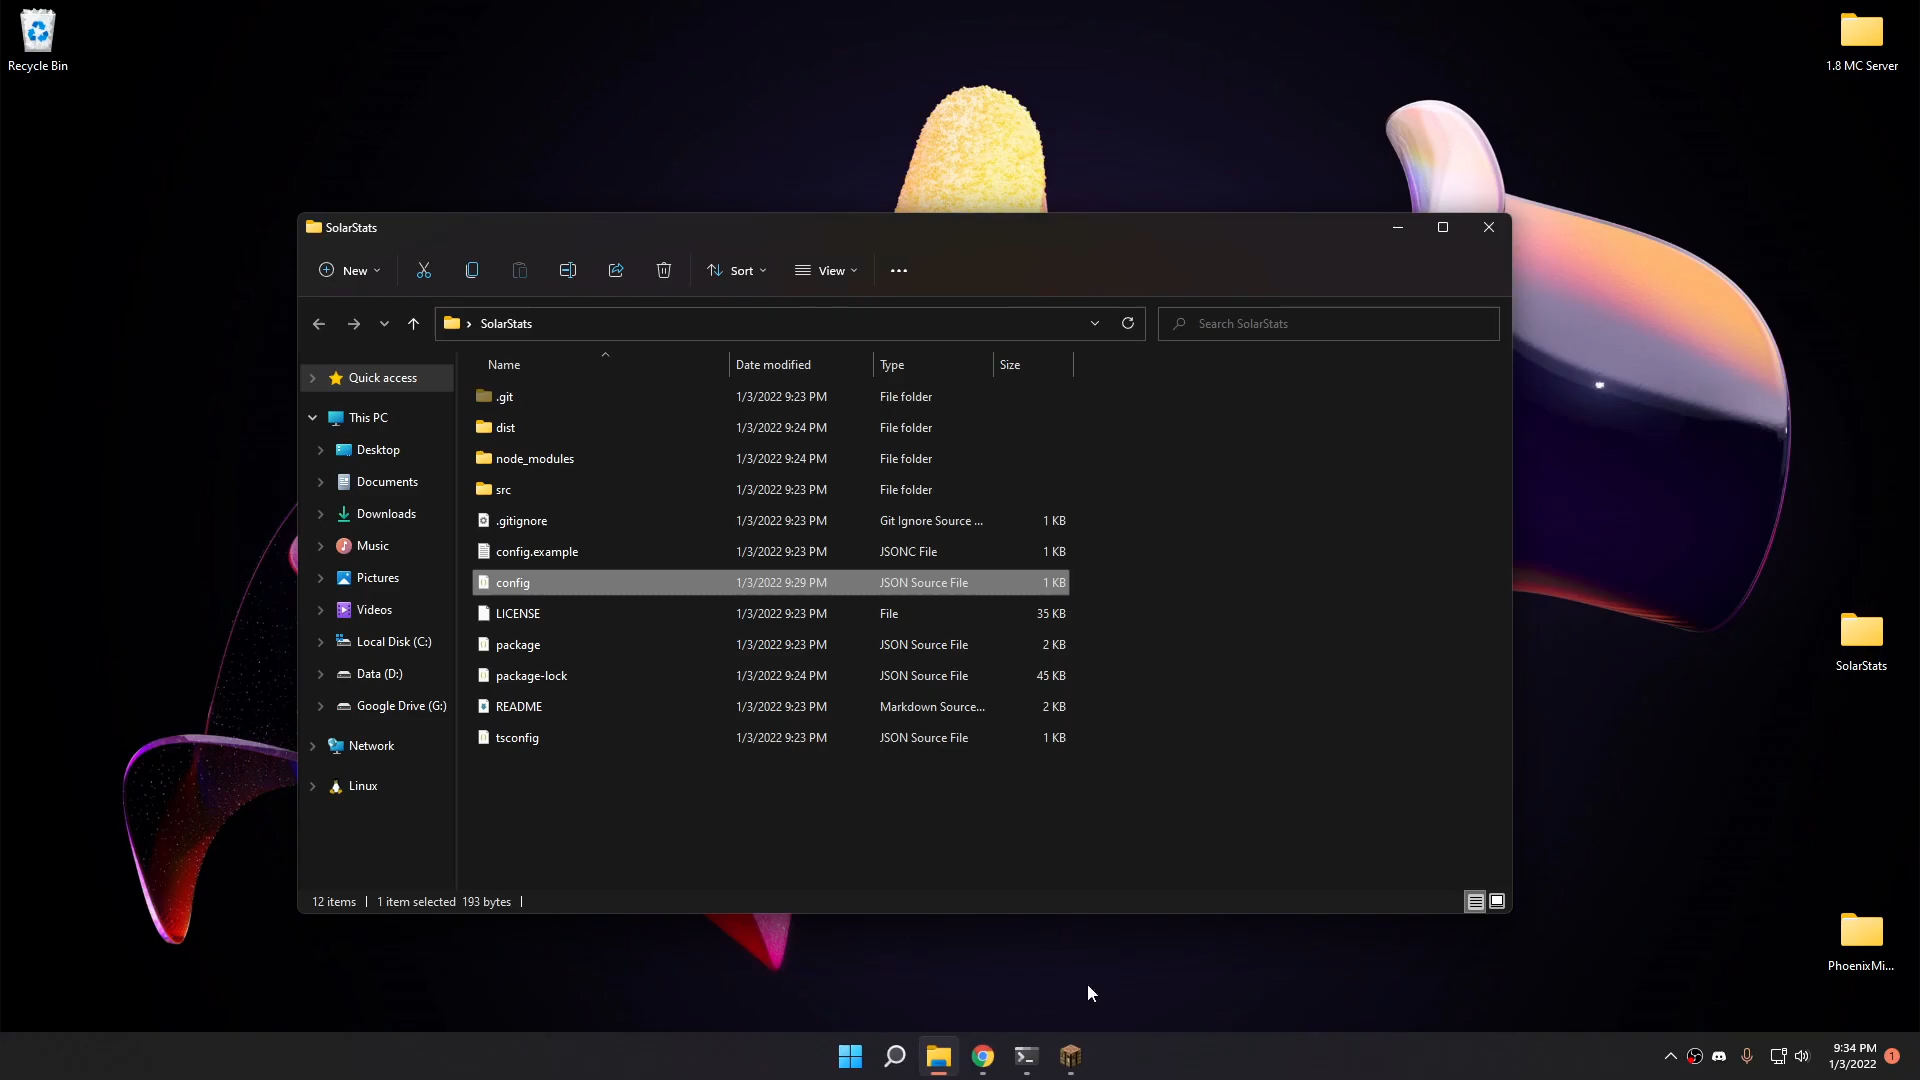 Recycle Bin
1.8 MC Server
SolarStats
New
Sort
View
SolarStats
Search SolarStats
Name Date modified Type Size
Quick access
This PC
Desktop
Documents
Downloads
Music
Pictures
Videos
Local Disk (C:)
Data (D:)
Google Drive (G:)
Network
Linux
.git 1/3/2022 9:23 PM File folder
dist 1/3/2022 9:24 PM File folder
node_modules 1/3/2022 9:24 PM File folder
src 1/3/2022 9:23 PM File folder
.gitignore 1/3/2022 9:23 PM Git Ignore Source ... 1 KB
config.example 1/3/2022 9:23 PM JSONC File 1 KB
config 1/3/2022 9:29 PM JSON Source File 1 KB
LICENSE 1/3/2022 9:23 PM File 35 KB
package 1/3/2022 9:23 PM JSON Source File 2 KB
package-lock 1/3/2022 9:24 PM JSON Source File 45 KB
README 1/3/2022 9:23 PM Markdown Source... 2 KB
tsconfig 1/3/2022 9:23 PM JSON Source File 1 KB
12 items 1 item selected 193 bytes
SolarStats
PhoenixMi...
9:34 PM
1/3/2022
1